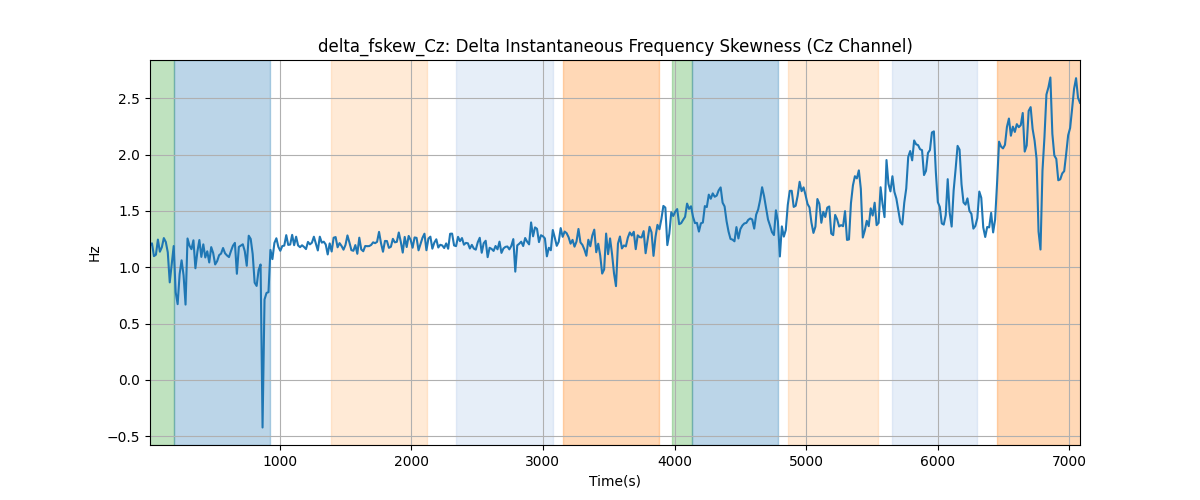 delta_fskew_Cz: Delta Instantaneous Frequency Skewness (Cz Channel)
2.5
2.0
1.5
1.0
0.5
0.0
−0.5
Hz
1000 2000 3000 4000 5000 6000 7000
Time(s)